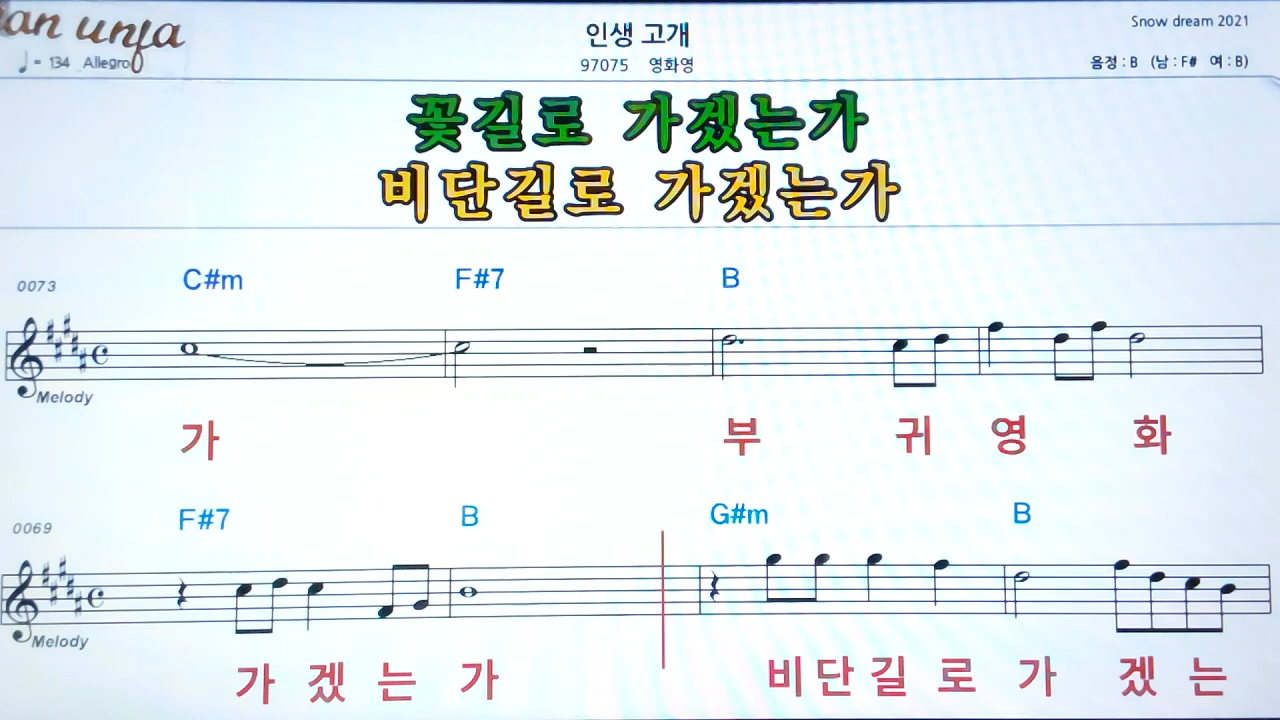 an unfa
Snow dream 2021
인생 고개
♩= 134 Allegro
97075 영화영
음정 : B (남 : F# 여 : B)
꽃길로 가겠는가
비단길로 가겠는가
0073 C#m F#7 B
Melody
가 부 귀 영 화
0069 F#7 B G#m B
Melody
가 겠 는 가 비 단 길 로 가 겠 는